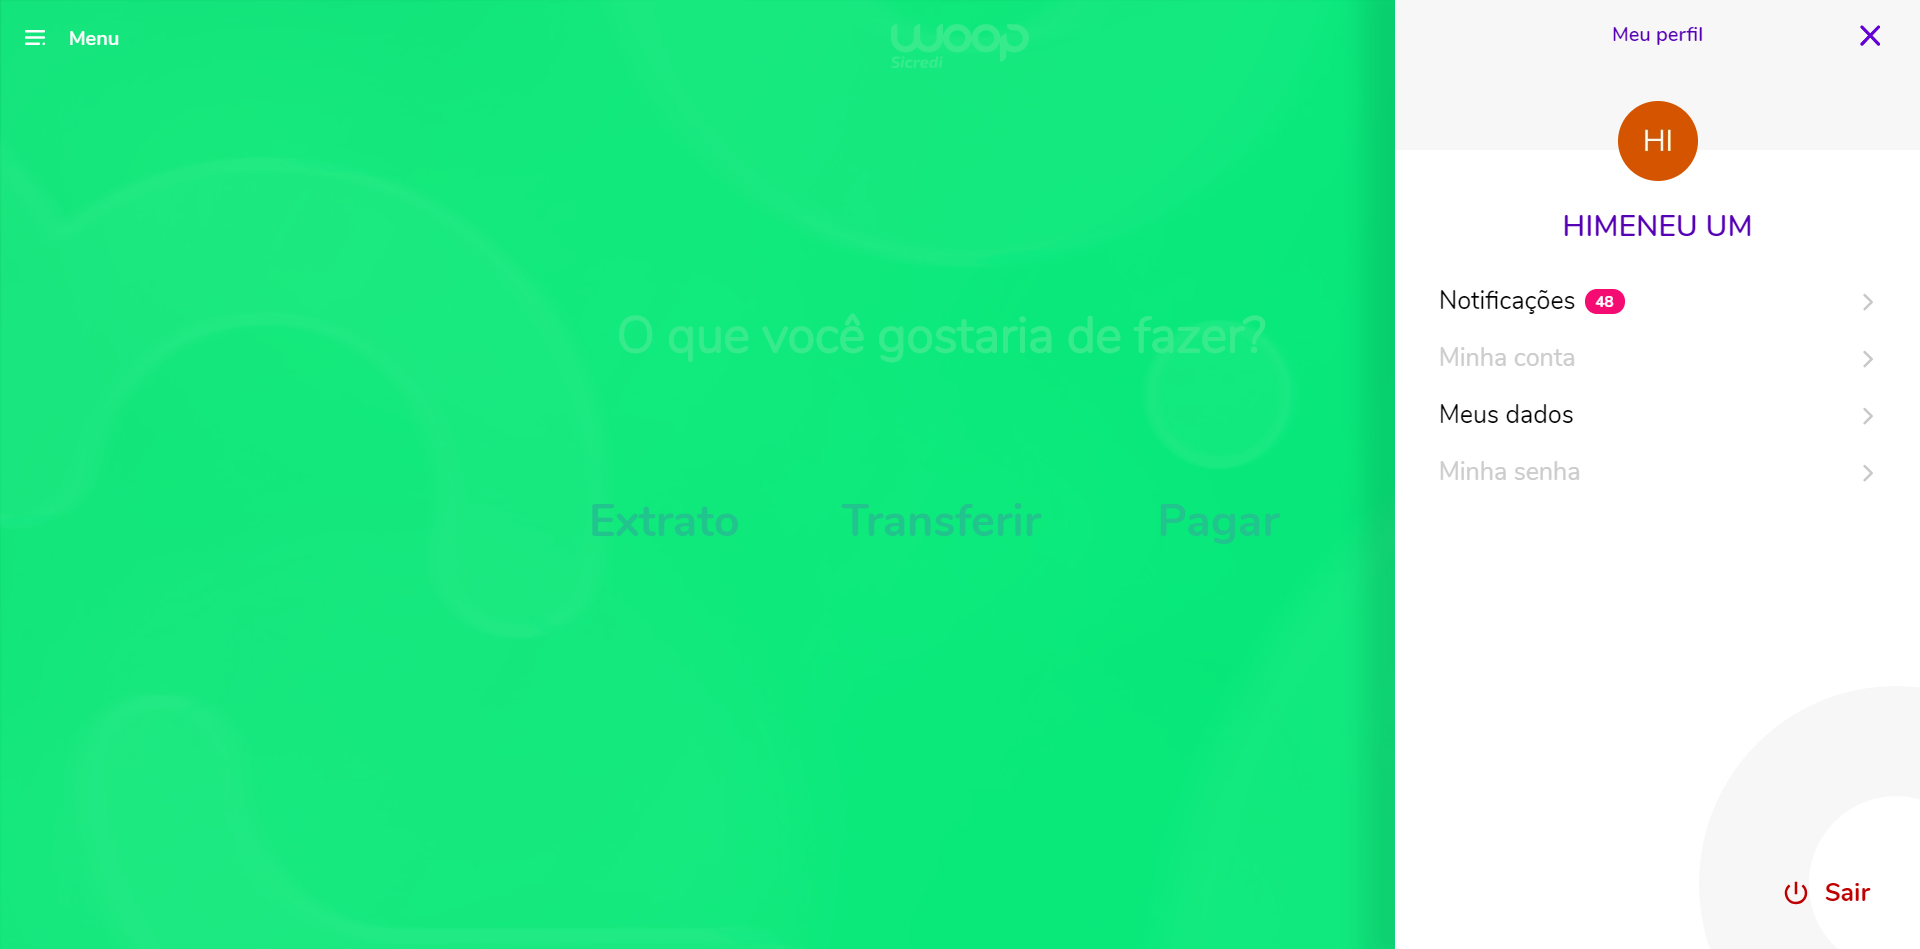 Menu
woop
Sicredi
O que você gostaria de fazer?
Extrato
Transferir
Pagar
Meu perfil
HI
HIMENEU UM
Notificações 48
Minha conta
Meus dados
Minha senha
Sair